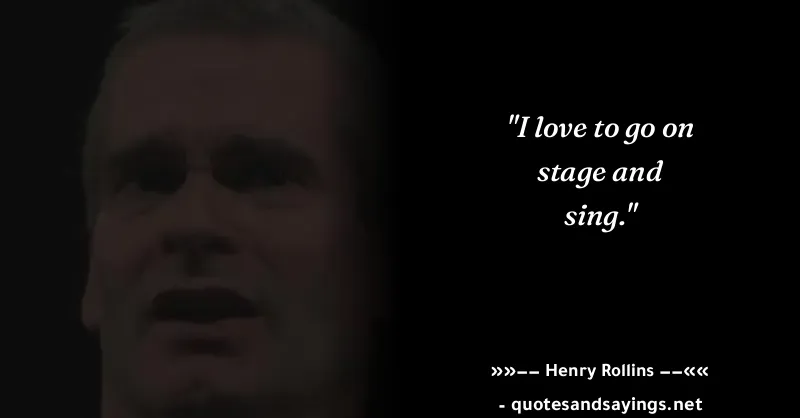 "I love to go on
stage and
sing."
»»—— Henry Rollins ——««
- quotesandsayings.net